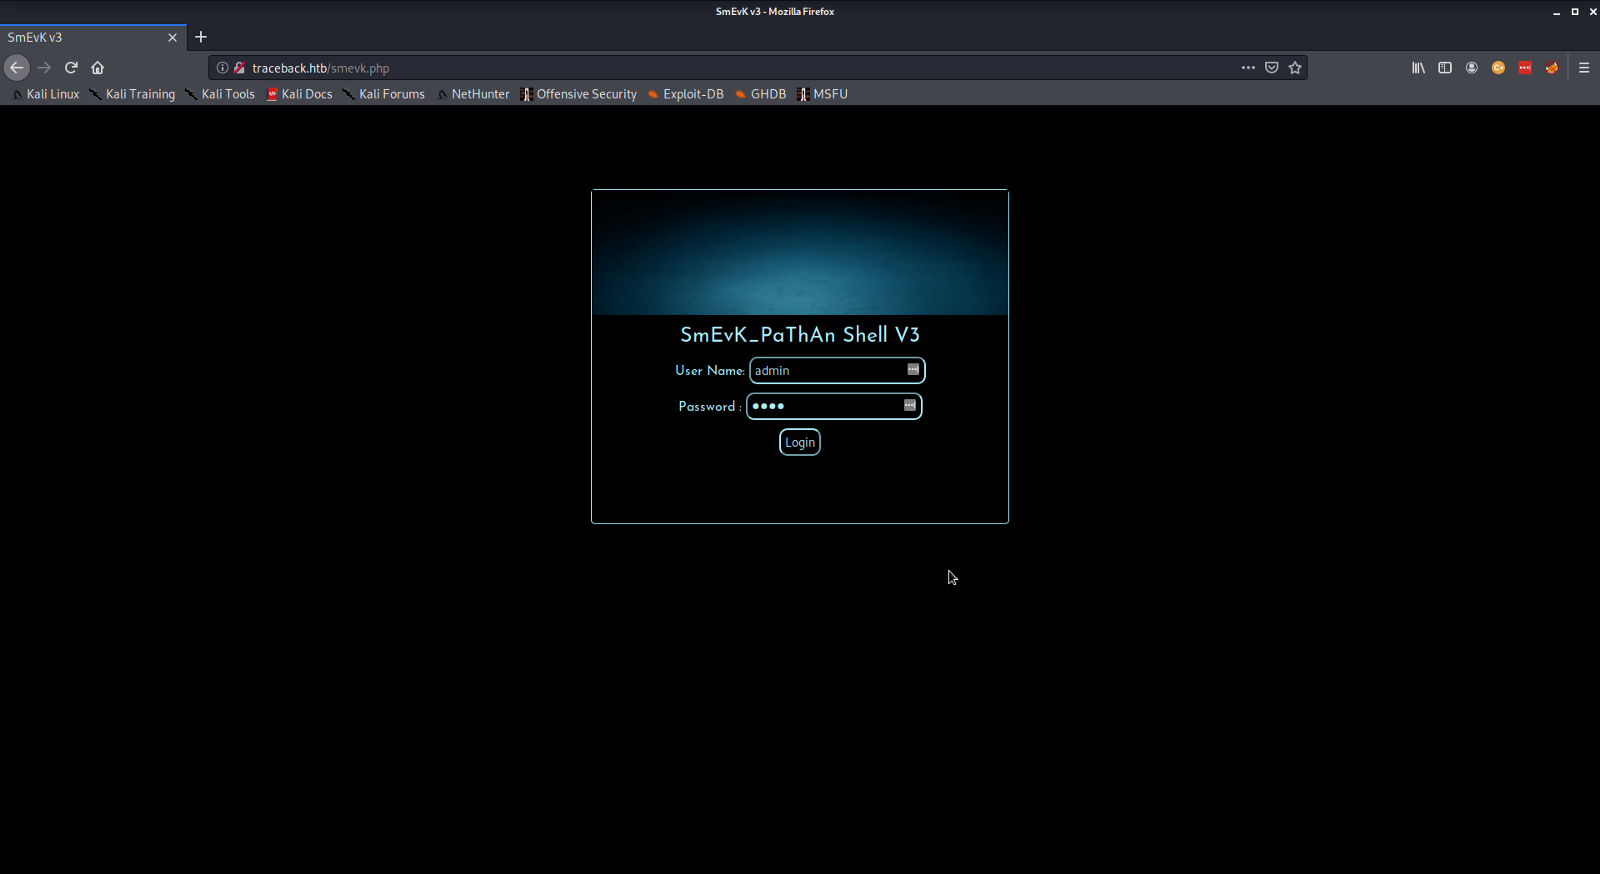 SmEvK v3 - Mozilla Firefox
SmEvK v3
traceback.htb/smevk.php
Kali Linux Kali Training Kali Tools Kali Docs Kali Forums NetHunter Offensive Security Exploit-DB GHDB MSFU
SmEvK_PaThAn Shell V3
User Name: admin
Password : ●●●●
Login